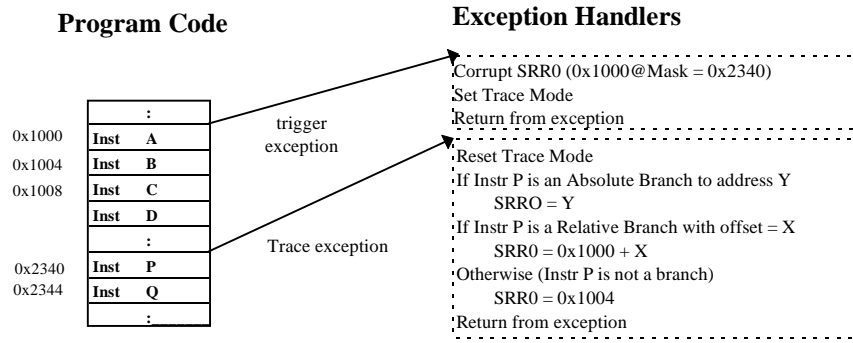 Program Code
Exception Handlers
Corrupt SRR0 (0x1000@Mask = 0x2340)
Set Trace Mode
Return from exception
trigger
exception
:
0x1000 Inst A
0x1004 Inst B
0x1008 Inst C
Inst D
:
0x2340 Inst P
0x2344 Inst Q
:
Trace exception
Reset Trace Mode
If Instr P is an Absolute Branch to address Y
SRRO = Y
If Instr P is a Relative Branch with offset = X
SRR0 = 0x1000 + X
Otherwise (Instr P is not a branch)
SRR0 = 0x1004
Return from exception